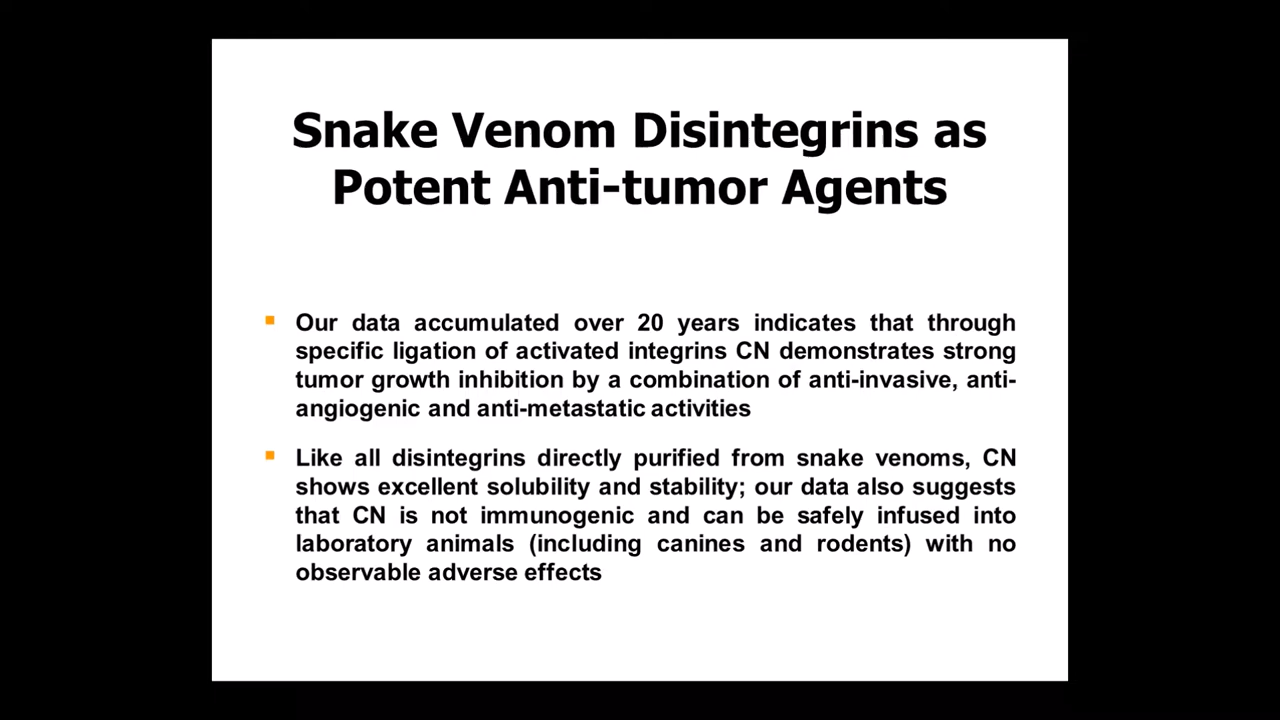 Snake Venom Disintegrins as
Potent Anti-tumor Agents
Our data accumulated over 20 years indicates that through
specific ligation of activated integrins CN demonstrates strong
tumor growth inhibition by a combination of anti-invasive, anti-
angiogenic and anti-metastatic activities
Like all disintegrins directly purified from snake venoms, CN
shows excellent solubility and stability; our data also suggests
that CN is not immunogenic and can be safely infused into
laboratory animals (including canines and rodents) with no
observable adverse effects